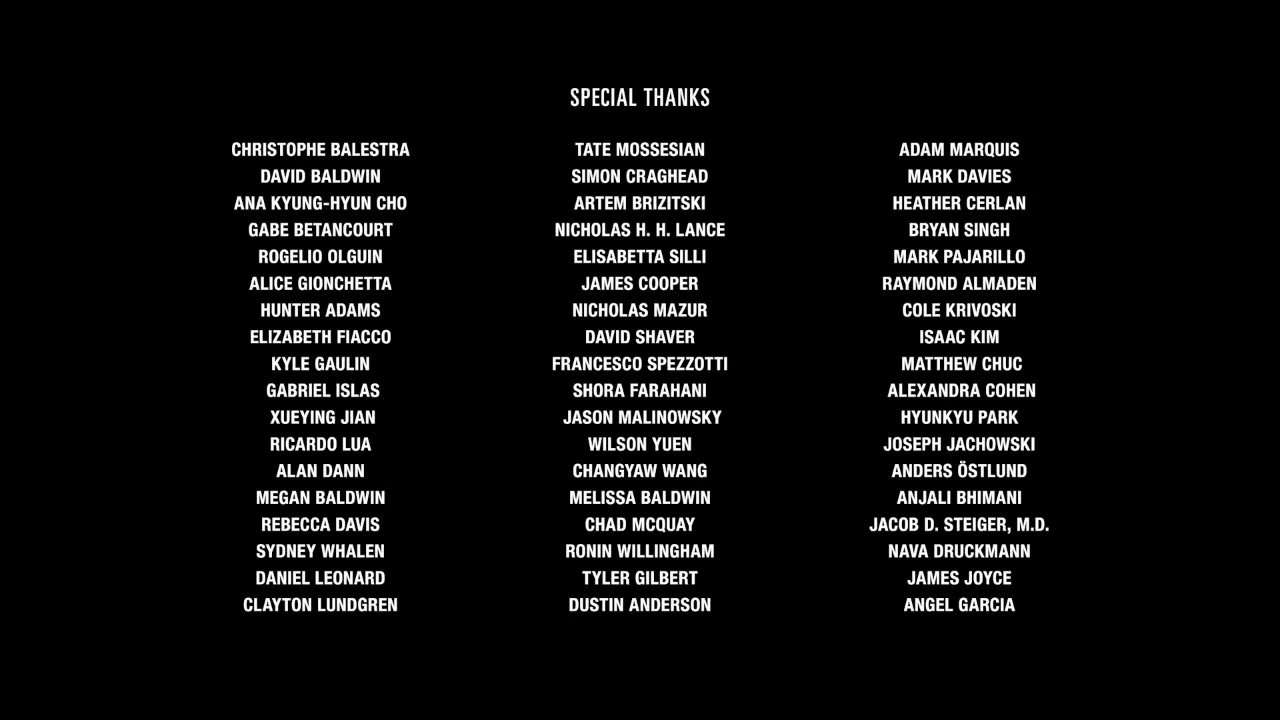 SPECIAL THANKS
CHRISTOPHE BALESTRA
DAVID BALDWIN
ANA KYUNG-HYUN CHO
GABE BETANCOURT
ROGELIO OLGUIN
ALICE GIONCHETTA
HUNTER ADAMS
ELIZABETH FIACCO
KYLE GAULIN
GABRIEL ISLAS
XUEYING JIAN
RICARDO LUA
ALAN DANN
MEGAN BALDWIN
REBECCA DAVIS
SYDNEY WHALEN
DANIEL LEONARD
CLAYTON LUNDGREN
TATE MOSSESIAN
SIMON CRAGHEAD
ARTEM BRIZITSKI
NICHOLAS H. H. LANCE
ELISABETTA SILLI
JAMES COOPER
NICHOLAS MAZUR
DAVID SHAVER
FRANCESCO SPEZZOTTI
SHORA FARAHANI
JASON MALINOWSKY
WILSON YUEN
CHANGYAW WANG
MELISSA BALDWIN
CHAD MCQUAY
RONIN WILLINGHAM
TYLER GILBERT
DUSTIN ANDERSON
ADAM MARQUIS
MARK DAVIES
HEATHER CERLAN
BRYAN SINGH
MARK PAJARILLO
RAYMOND ALMADEN
COLE KRIVOSKI
ISAAC KIM
MATTHEW CHUC
ALEXANDRA COHEN
HYUNKYU PARK
JOSEPH JACHOWSKI
ANDERS ÖSTLUND
ANJALI BHIMANI
JACOB D. STEIGER, M.D.
NAVA DRUCKMANN
JAMES JOYCE
ANGEL GARCIA